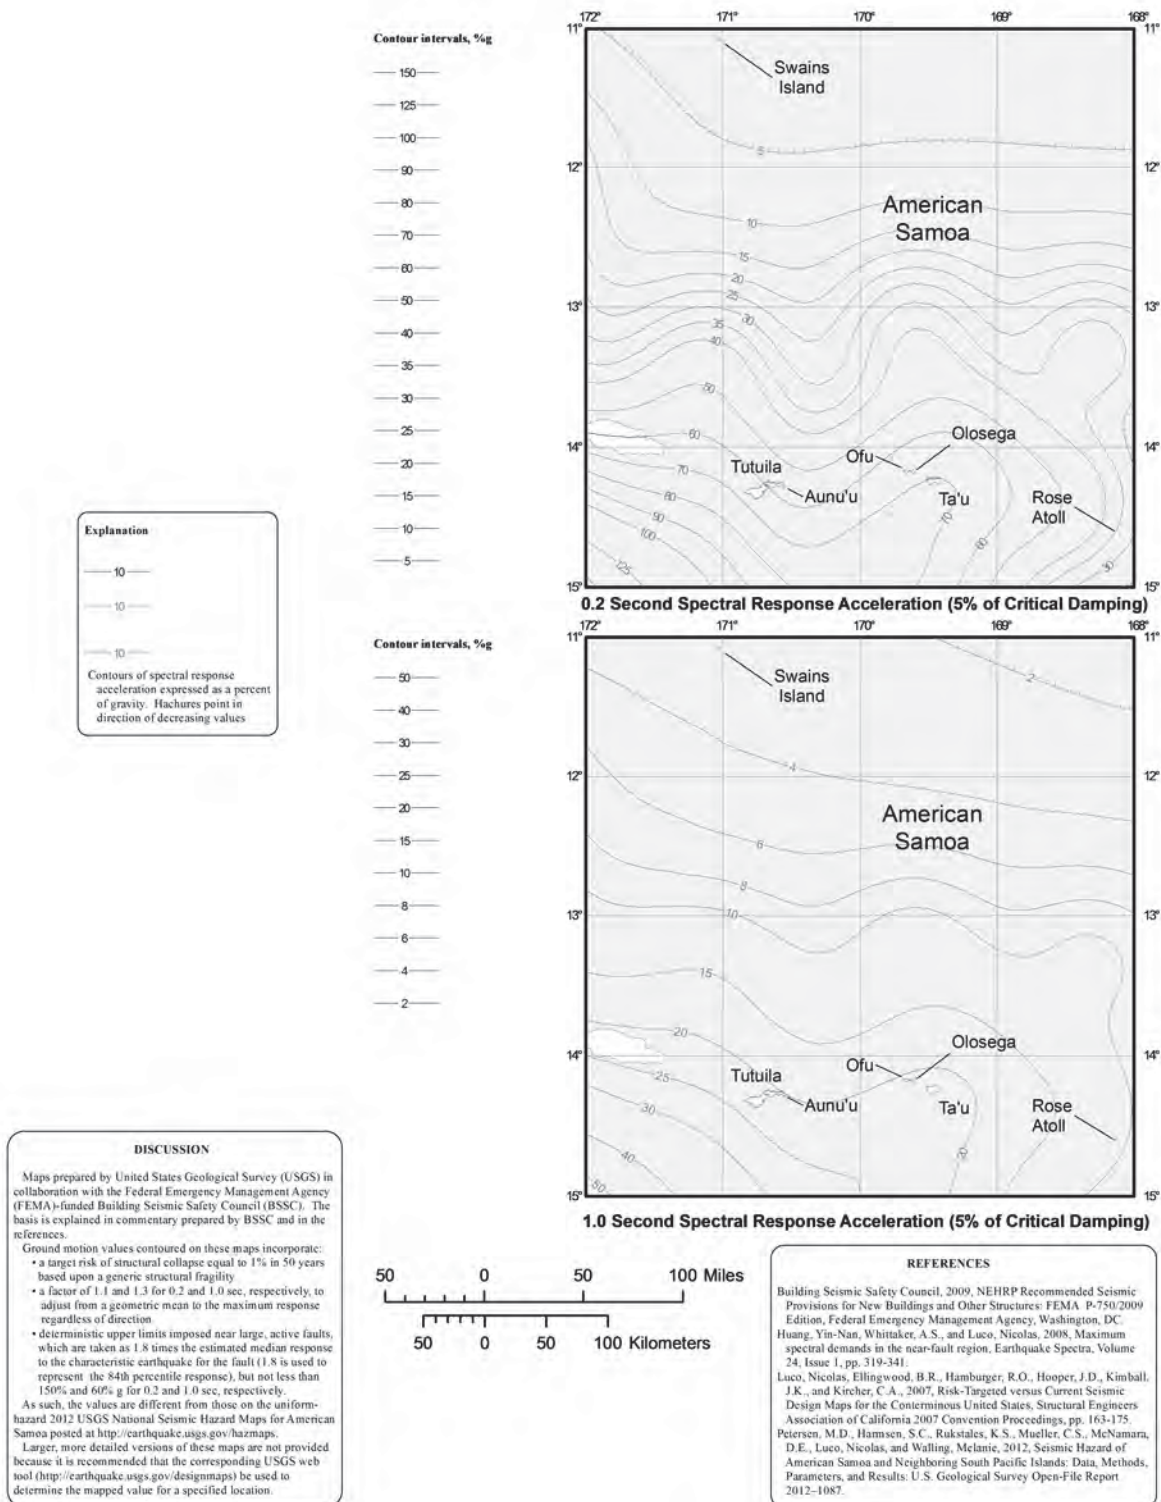 Contour intervals, %g
150
125
100
90
80
70
60
50
40
35
30
25
20
15
10
5
Explanation
10
10
10
Contours of spectral response
acceleration expressed as a percent
of gravity. Hachures point in
direction of decreasing values
172°
171°
170°
169°
168°
11°
11°
Swains
Island
5
12°
12°
American
Samoa
10
15
20
25
30
35
40
13°
13°
50
60
14°
14°
Olosega
Ofu
Tutuila
70
Aunu'u
Ta'u
Rose
Atoll
80
90
100
125
70
60
30
15°
15°
0.2 Second Spectral Response Acceleration (5% of Critical Damping)
Contour intervals, %g
50
40
30
25
20
15
10
8
6
4
2
172°
171°
170°
169°
168°
11°
11°
Swains
Island
2
4
12°
12°
American
Samoa
6
8
10
13°
13°
15
20
14°
14°
Olosega
Ofu
Tutuila
25
Aunu'u
Ta'u
Rose
Atoll
30
40
50
20
15°
15°
1.0 Second Spectral Response Acceleration (5% of Critical Damping)
DISCUSSION
Maps prepared by United States Geological Survey (USGS) in
collaboration with the Federal Emergency Management Agency
(FEMA)-funded Building Seismic Safety Council (BSSC). The
basis is explained in commentary prepared by BSSC and in the
references.
Ground motion values contoured on these maps incorporate:
• a target risk of structural collapse equal to 1% in 50 years
based upon a generic structural fragility
• a factor of 1.1 and 1.3 for 0.2 and 1.0 sec, respectively, to
adjust from a geometric mean to the maximum response
regardless of direction
• deterministic upper limits imposed near large, active faults,
which are taken as 1.8 times the estimated median response
to the characteristic earthquake for the fault (1.8 is used to
represent the 84th percentile response), but not less than
150% and 60% g for 0.2 and 1.0 sec, respectively.
As such, the values are different from those on the uniform-
hazard 2012 USGS National Seismic Hazard Maps for American
Samoa posted at http://earthquake.usgs.gov/hazmaps.
Larger, more detailed versions of these maps are not provided
because it is recommended that the corresponding USGS web
tool (http://earthquake.usgs.gov/designmaps) be used to
determine the mapped value for a specified location.
50 0 50 100 Miles
50 0 50 100 Kilometers
REFERENCES
Building Seismic Safety Council, 2009, NEHRP Recommended Seismic
Provisions for New Buildings and Other Structures: FEMA P-750/2009
Edition, Federal Emergency Management Agency, Washington, DC.
Huang, Yin-Nan, Whittaker, A.S., and Luco, Nicolas, 2008, Maximum
spectral demands in the near-fault region, Earthquake Spectra, Volume
24, Issue 1, pp. 319-341.
Luco, Nicolas, Ellingwood, B.R., Hamburger, R.O., Hooper, J.D., Kimball,
J.K., and Kircher, C.A., 2007, Risk-Targeted versus Current Seismic
Design Maps for the Conterminous United States, Structural Engineers
Association of California 2007 Convention Proceedings, pp. 163-175.
Petersen, M.D., Harmsen, S.C., Rukstales, K.S., Mueller, C.S., McNamara,
D.E., Luco, Nicolas, and Walling, Melanie, 2012, Seismic Hazard of
American Samoa and Neighboring South Pacific Islands: Data, Methods,
Parameters, and Results: U.S. Geological Survey Open-File Report
2012–1087.